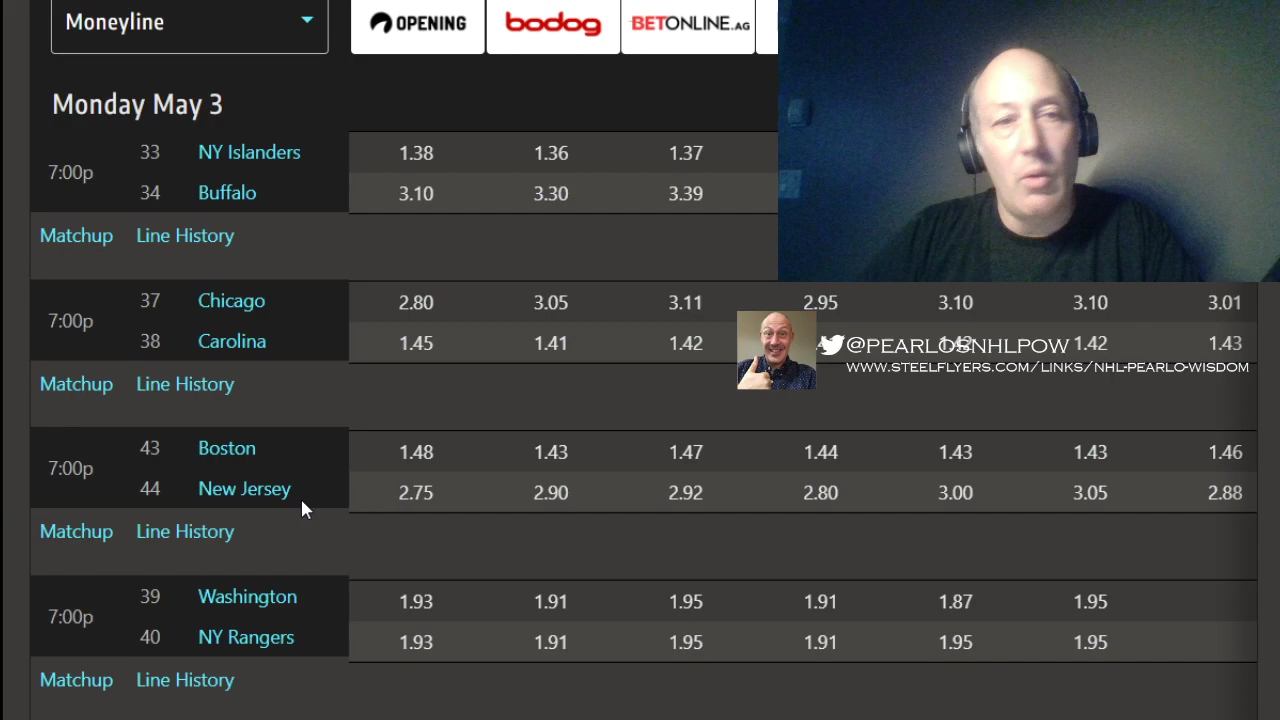 Moneyline
OPENING bodog BETONLINE.AG
Monday May 3
7:00p
33 NY Islanders 1.38 1.36 1.37
34 Buffalo 3.10 3.30 3.39
Matchup Line History
7:00p
37 Chicago 2.80 3.05 3.11 2.95 3.10 3.10 3.01
38 Carolina 1.45 1.41 1.42 1.42 1.42 1.43
@PEARLOSNHLPOW
WWW.STEELFLYERS.COM/LINKS/NHL-PEARLO-WISDOM
Matchup Line History
7:00p
43 Boston 1.48 1.43 1.47 1.44 1.43 1.43 1.46
44 New Jersey 2.75 2.90 2.92 2.80 3.00 3.05 2.88
Matchup Line History
7:00p
39 Washington 1.93 1.91 1.95 1.91 1.87 1.95
40 NY Rangers 1.93 1.91 1.95 1.91 1.95 1.95
Matchup Line History